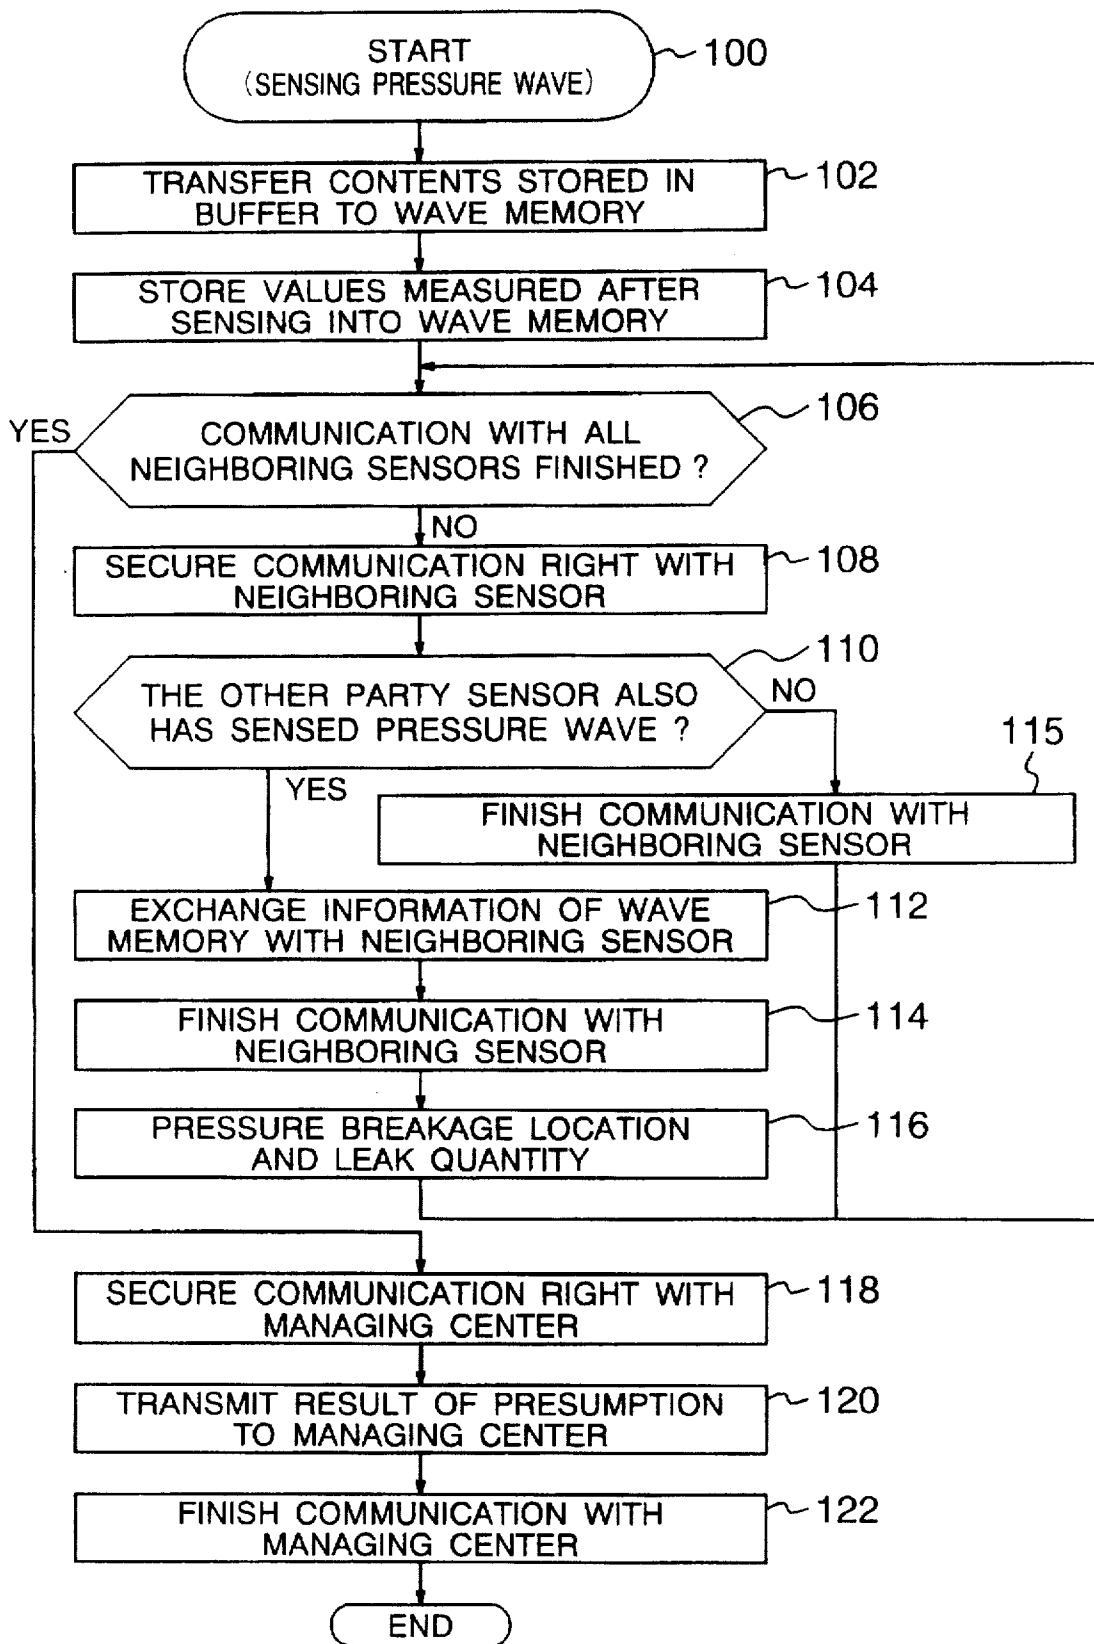 START
(SENSING PRESSURE WAVE)
100
TRANSFER CONTENTS STORED IN
BUFFER TO WAVE MEMORY
102
STORE VALUES MEASURED AFTER
SENSING INTO WAVE MEMORY
104
YES
COMMUNICATION WITH ALL
NEIGHBORING SENSORS FINISHED ?
106
NO
SECURE COMMUNICATION RIGHT WITH
NEIGHBORING SENSOR
108
THE OTHER PARTY SENSOR ALSO
HAS SENSED PRESSURE WAVE ?
110
NO
YES
115
FINISH COMMUNICATION WITH
NEIGHBORING SENSOR
EXCHANGE INFORMATION OF WAVE
MEMORY WITH NEIGHBORING SENSOR
112
FINISH COMMUNICATION WITH
NEIGHBORING SENSOR
114
PRESSURE BREAKAGE LOCATION
AND LEAK QUANTITY
116
SECURE COMMUNICATION RIGHT WITH
MANAGING CENTER
118
TRANSMIT RESULT OF PRESUMPTION
TO MANAGING CENTER
120
FINISH COMMUNICATION WITH
MANAGING CENTER
122
END